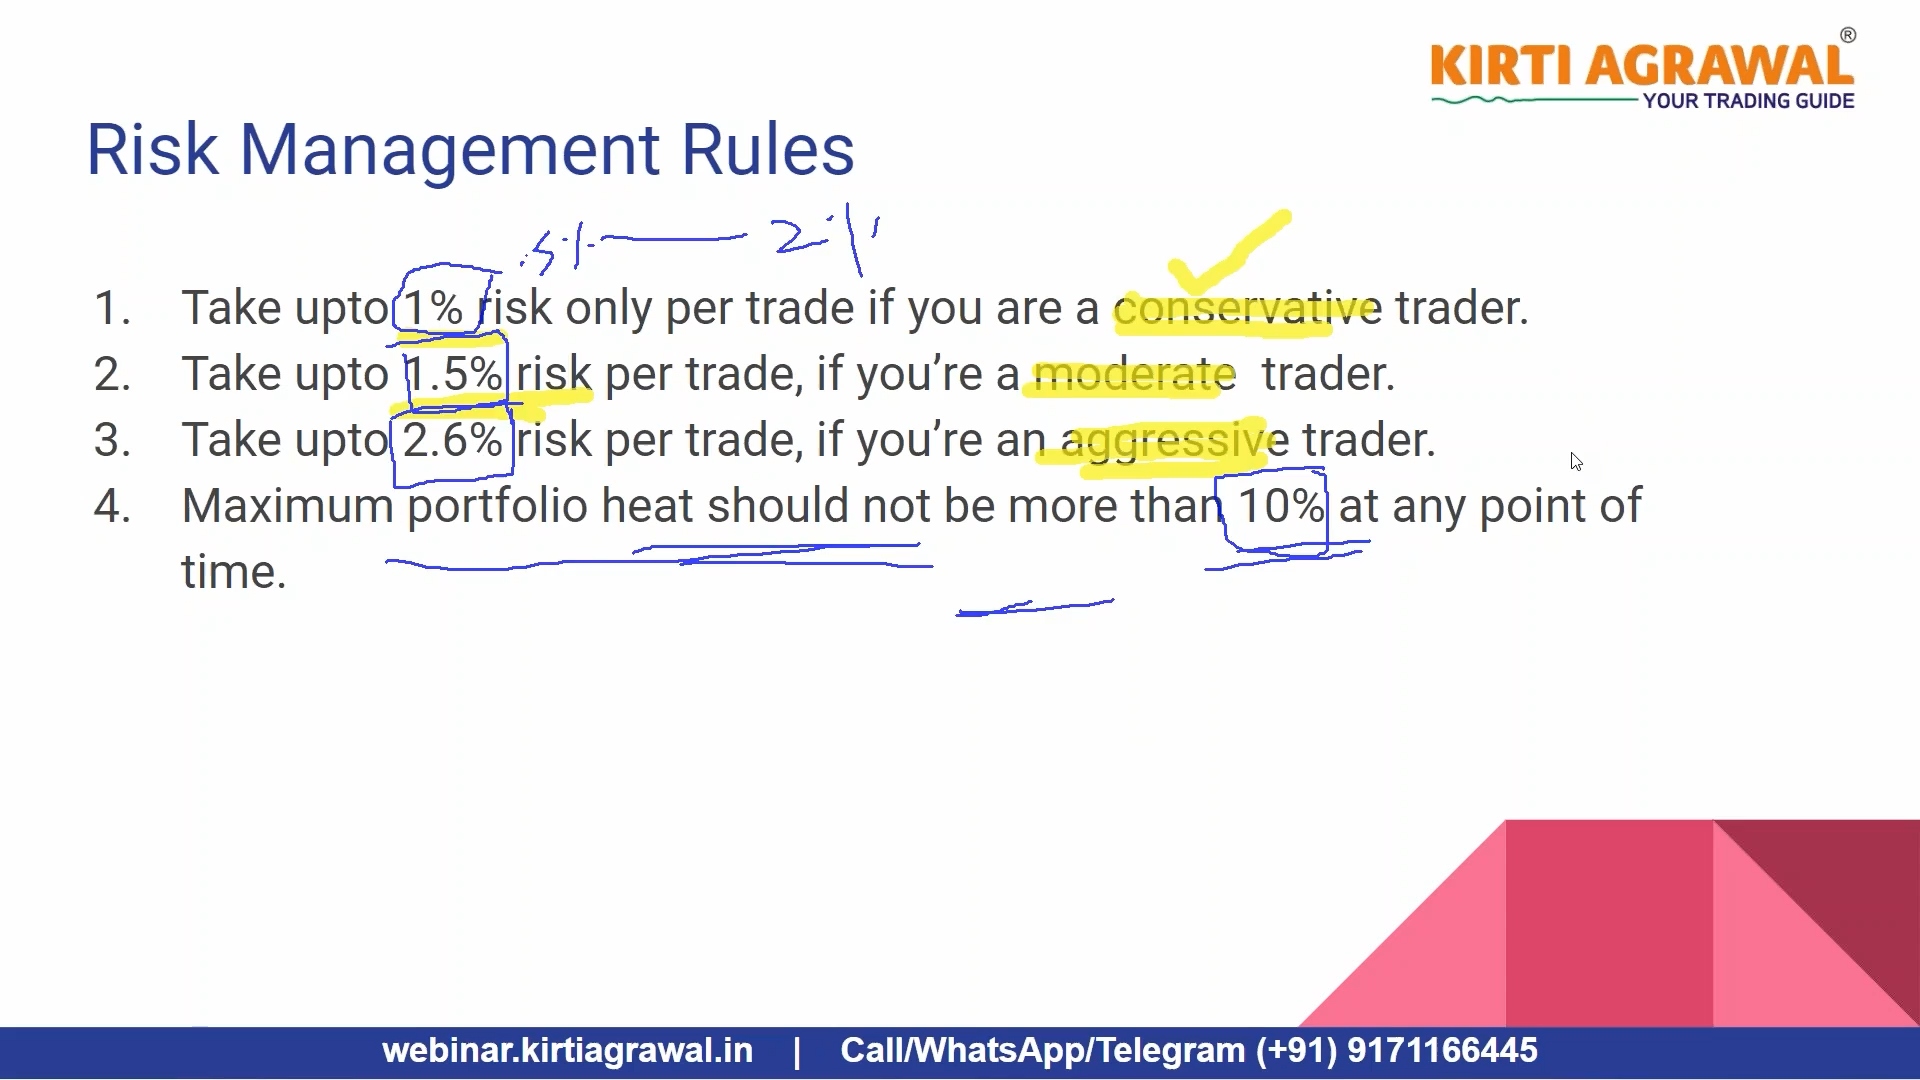 KIRTI AGRAWAL®
YOUR TRADING GUIDE
Risk Management Rules
.5% — 2%
1. Take upto 1% risk only per trade if you are a conservative trader.
2. Take upto 1.5% risk per trade, if you’re a moderate trader.
3. Take upto 2.6% risk per trade, if you’re an aggressive trader.
4. Maximum portfolio heat should not be more than 10% at any point of
time.
webinar.kirtiagrawal.in | Call/WhatsApp/Telegram (+91) 9171166445